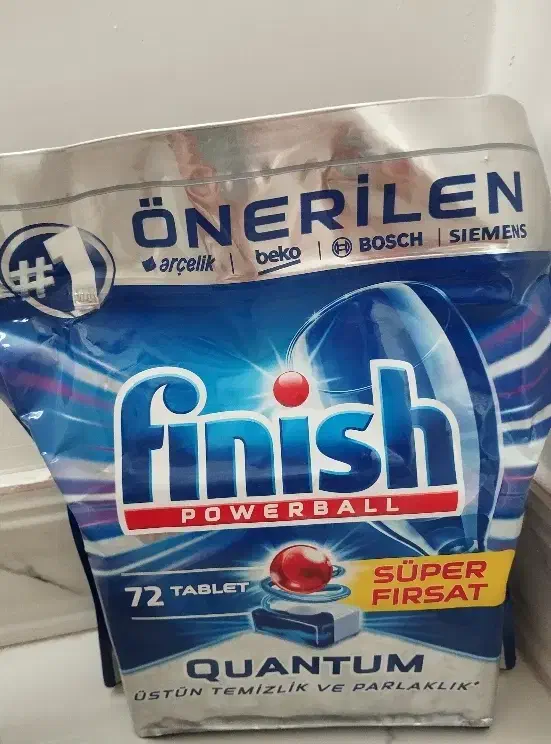 ÖNERİLEN
#1
arçelik | beko | BOSCH | SIEMENS
finish
POWERBALL
72 TABLET
SÜPER
FIRSAT
QUANTUM
ÜSTÜN TEMİZLİK VE PARLAKLIK*